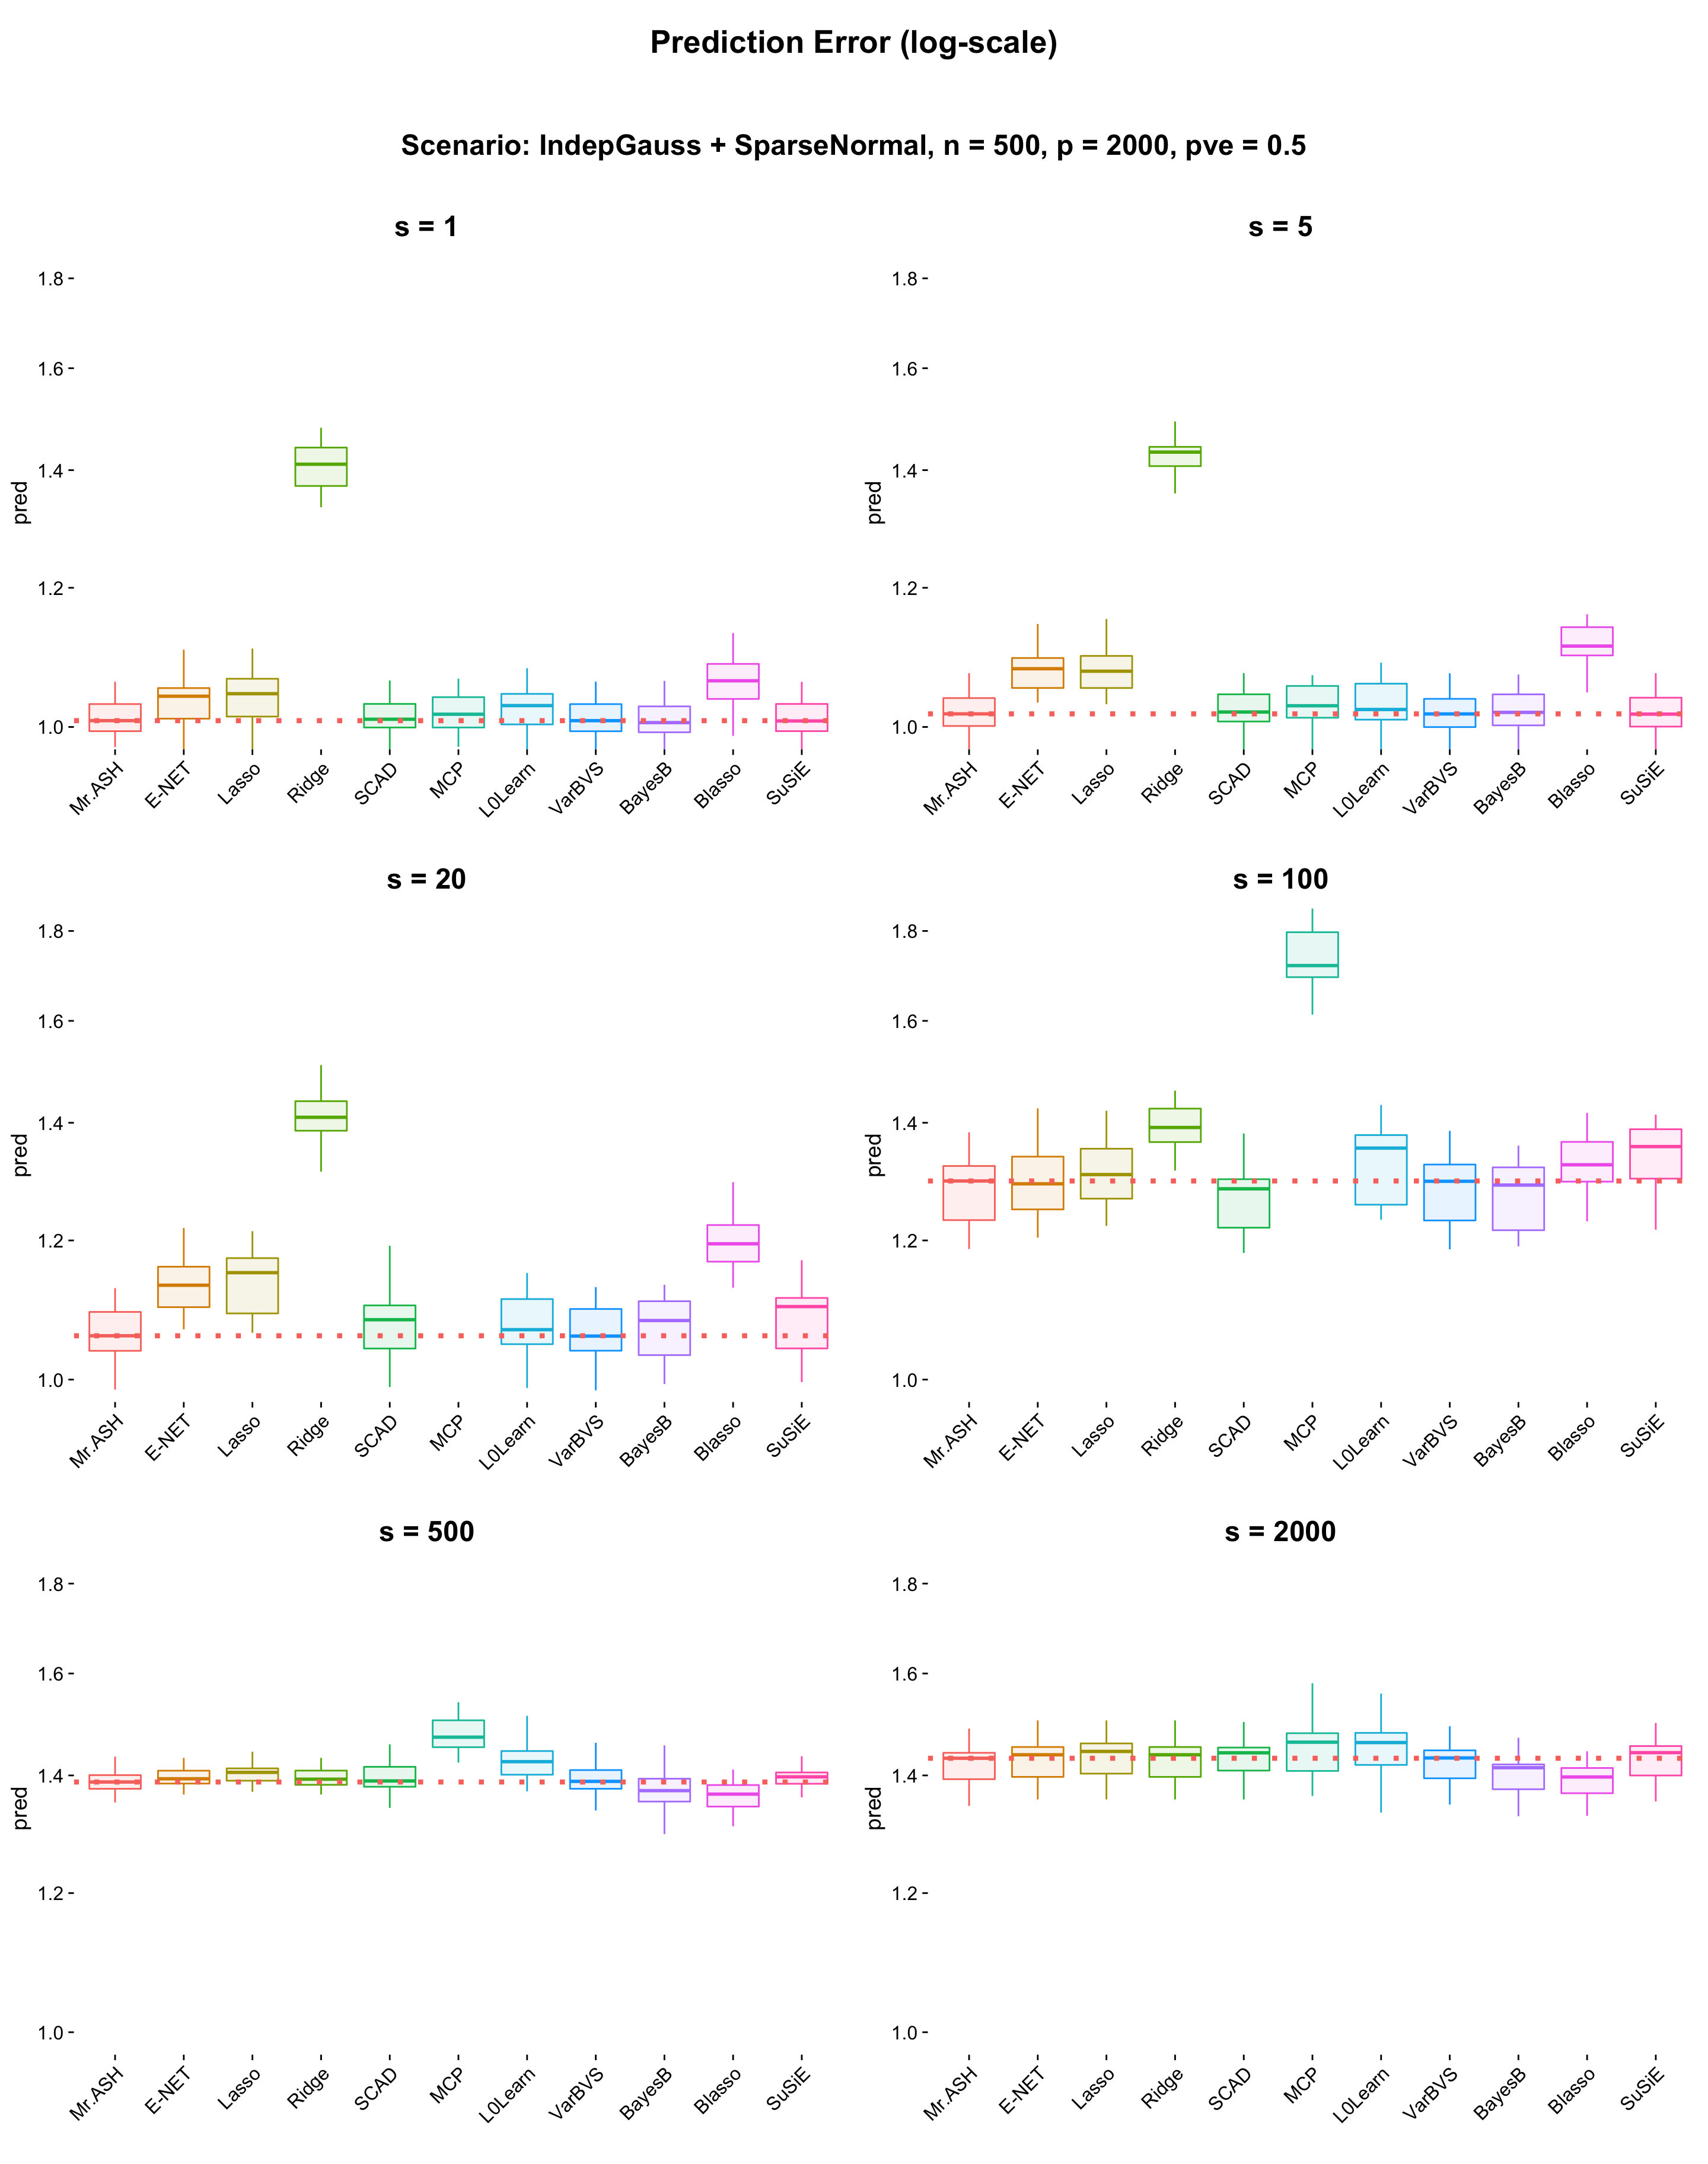 Prediction Error (log-scale)
Scenario: IndepGauss + SparseNormal, n = 500, p = 2000, pve = 0.5
s = 1
1.8
1.6
1.4
1.2
1.0
pred
Mr.ASH
E-NET
Lasso
Ridge
SCAD
MCP
L0Learn
VarBVS
BayesB
Blasso
SuSiE
s = 5
1.8
1.6
1.4
1.2
1.0
pred
Mr.ASH
E-NET
Lasso
Ridge
SCAD
MCP
L0Learn
VarBVS
BayesB
Blasso
SuSiE
s = 20
1.8
1.6
1.4
1.2
1.0
pred
Mr.ASH
E-NET
Lasso
Ridge
SCAD
MCP
L0Learn
VarBVS
BayesB
Blasso
SuSiE
s = 100
1.8
1.6
1.4
1.2
1.0
pred
Mr.ASH
E-NET
Lasso
Ridge
SCAD
MCP
L0Learn
VarBVS
BayesB
Blasso
SuSiE
s = 500
1.8
1.6
1.4
1.2
1.0
pred
Mr.ASH
E-NET
Lasso
Ridge
SCAD
MCP
L0Learn
VarBVS
BayesB
Blasso
SuSiE
s = 2000
1.8
1.6
1.4
1.2
1.0
pred
Mr.ASH
E-NET
Lasso
Ridge
SCAD
MCP
L0Learn
VarBVS
BayesB
Blasso
SuSiE